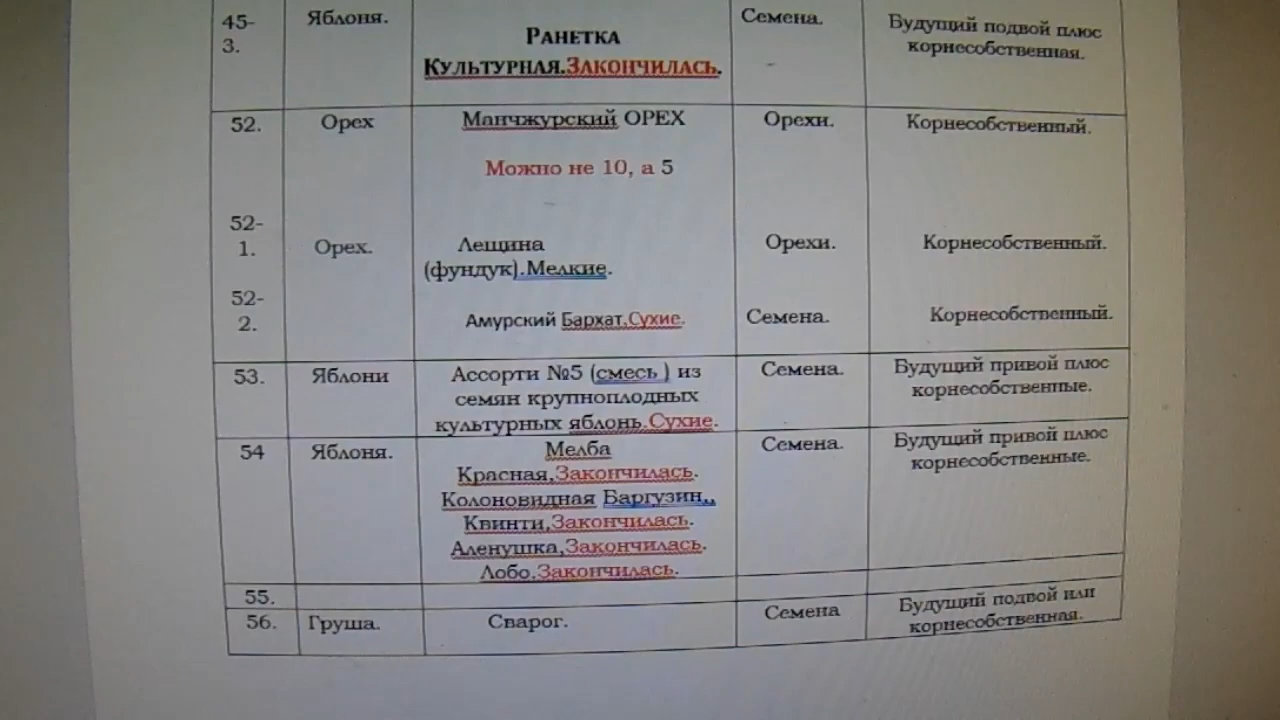 45-3. Яблоня. РАНЕТКА КУЛЬТУРНАЯ.ЗАКОНЧИЛАСЬ. Семена. Будущий подвой плюс корнесобственная.
52. Орех Манчжурский ОРЕХ Орехи. Корнесобственный.
Можно не 10, а 5
52-1. Орех. Лещина (фундук).Мелкие. Орехи. Корнесобственный.
52-2. Амурский Бархат.Сухие. Семена. Корнесобственный.
53. Яблони Ассорти №5 (смесь ) из Семена. Будущий привой плюс
семян крупноплодных корнесобственные.
культурных яблонь.Сухие.
54 Яблоня. Мелба Семена. Будущий привой плюс
Красная,Закончилась. корнесобственные.
Колоновидная Баргузин,,
Квинти,Закончилась.
Аленушка,Закончилась.
Лобо.Закончилась.
55.
56. Груша. Сварог. Семена Будущий подвой или
корнесобственная.